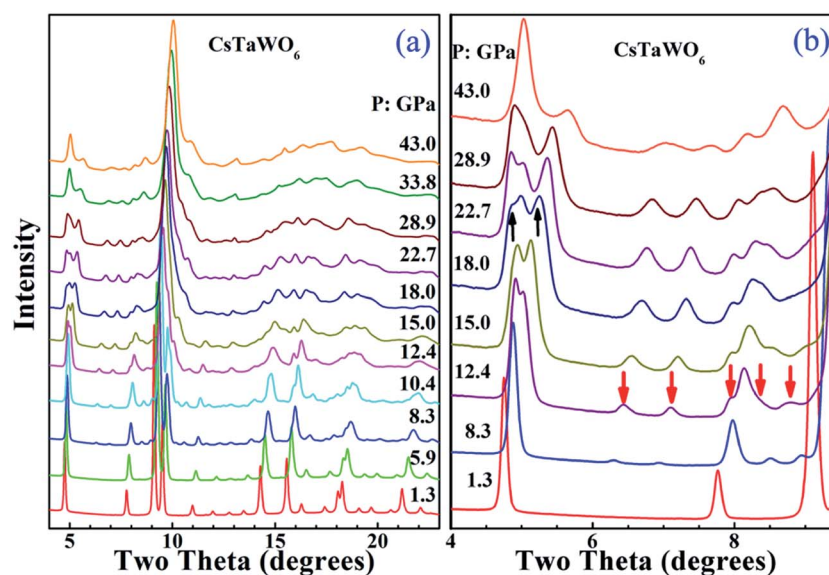 (a)
CsTaWO6
P: GPa
43.0
33.8
28.9
22.7
18.0
15.0
12.4
10.4
8.3
5.9
1.3
Intensity
5
10
15
20
Two Theta (degrees)
(b)
P: GPa
CsTaWO6
43.0
28.9
22.7
18.0
15.0
12.4
8.3
1.3
4
6
8
Two Theta (degrees)